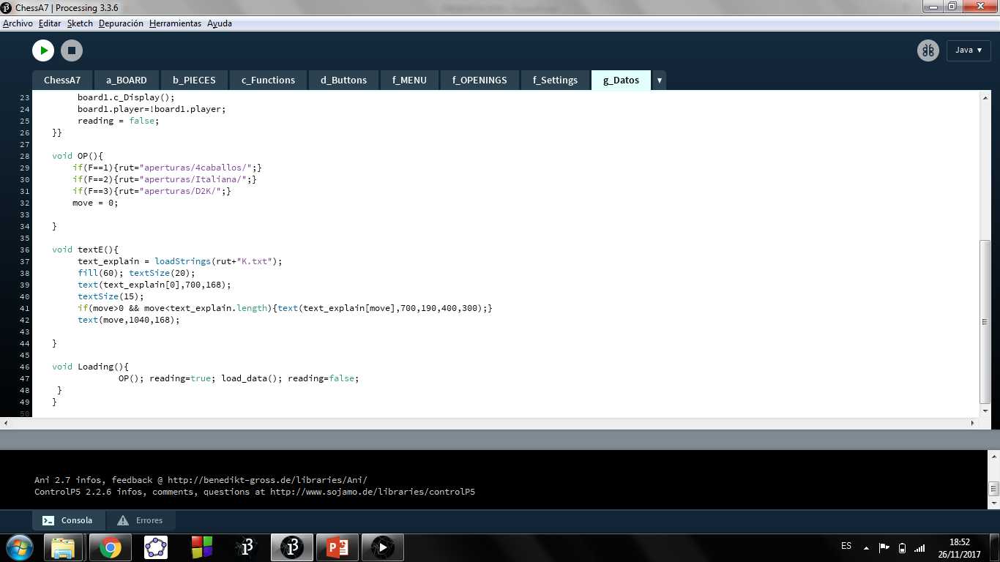 ChessA7 | Processing 3.3.6
Archivo Editar Sketch Depuración Herramientas Ayuda
Java ▾
ChessA7 a_BOARD b_PIECES c_Functions d_Buttons f_MENU f_OPENINGS f_Settings g_Datos ▾
23 board1.c_Display();
24 board1.player=!board1.player;
25 reading = false;
26 }}
27
28 void OP(){
29 if(F==1){rut="aperturas/4caballos/";}
30 if(F==2){rut="aperturas/Italiana/";}
31 if(F==3){rut="aperturas/D2K/";}
32 move = 0;
33
34 }
35
36 void textE(){
37 text_explain = loadStrings(rut+"K.txt");
38 fill(60); textSize(20);
39 text(text_explain[0],700,168);
40 textSize(15);
41 if(move>0 && move<text_explain.length){text(text_explain[move],700,190,400,300);}
42 text(move,1040,168);
43
44 }
45
46 void Loading(){
47 OP(); reading=true; load_data(); reading=false;
48 }
49 }
50
Ani 2.7 infos, feedback @ http://benedikt-gross.de/libraries/Ani/
ControlP5 2.2.6 infos, comments, questions at http://www.sojamo.de/libraries/controlP5
Consola Errores
ES 18:52
26/11/2017